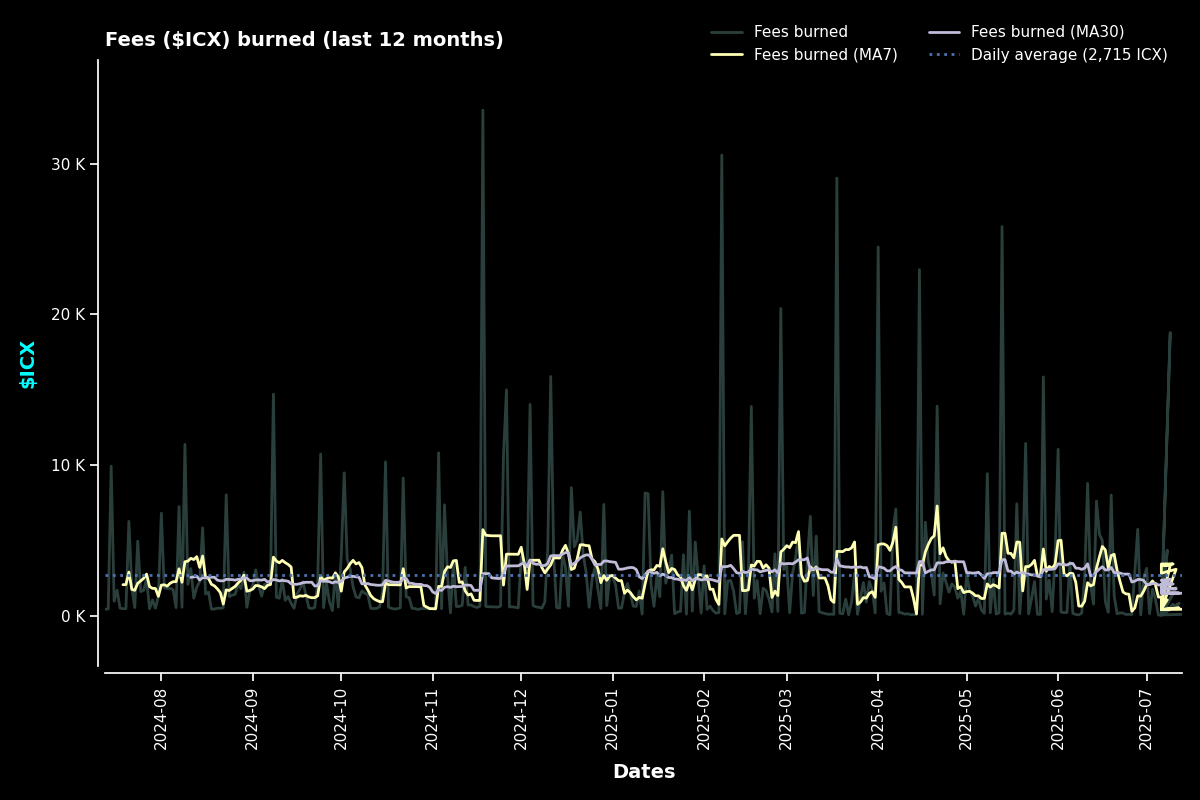 Fees ($ICX) burned (last 12 months)
Fees burned
Fees burned (MA7)
Fees burned (MA30)
Daily average (2,715 ICX)
30 K
20 K
10 K
0 K
$ICX
2024-08
2024-09
2024-10
2024-11
2024-12
2025-01
2025-02
2025-03
2025-04
2025-05
2025-06
2025-07
Dates